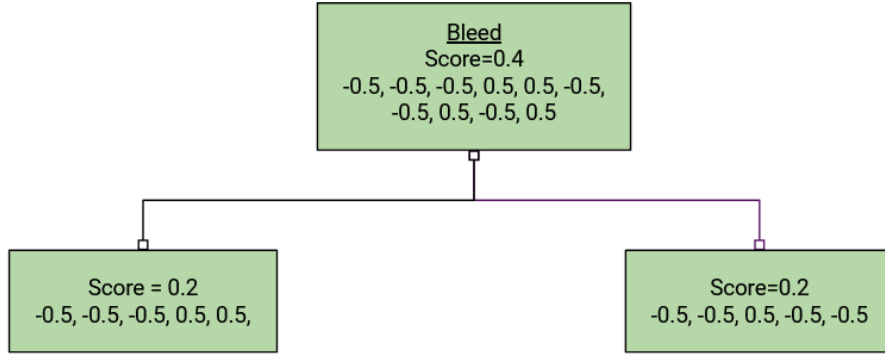 Bleed
Score=0.4
-0.5, -0.5, -0.5, 0.5, 0.5, -0.5,
-0.5, 0.5, -0.5, 0.5
Score = 0.2
-0.5, -0.5, -0.5, 0.5, 0.5,
Score=0.2
-0.5, -0.5, 0.5, -0.5, -0.5